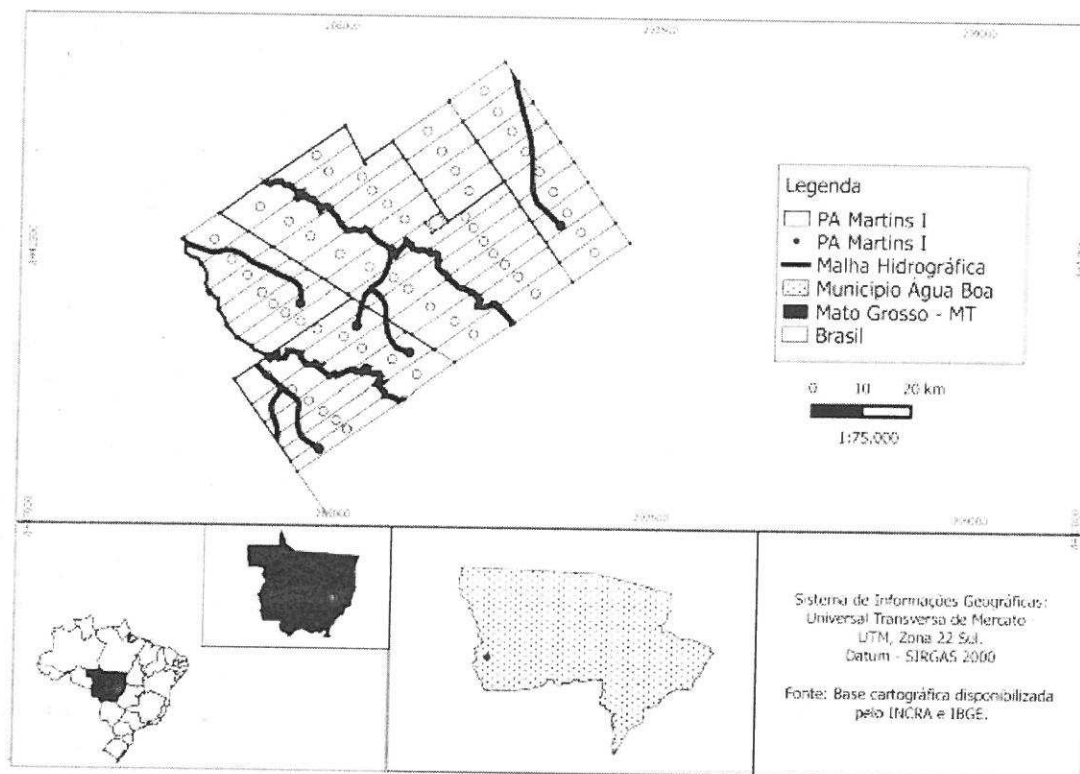 Legenda
PA Martins I
PA Martins I
Malha Hidrográfica
Municipio Água Boa
Mato Grosso - MT
Brasil
0 10 20 km
1:75.000
Sistema de Informações Geográficas:
Universal Transversa de Mercato
UTM, Zona 22 Sul.
Datum - SIRGAS 2000
Fonte: Base cartográfica disponibilizada
pelo INCRA e IBGE.